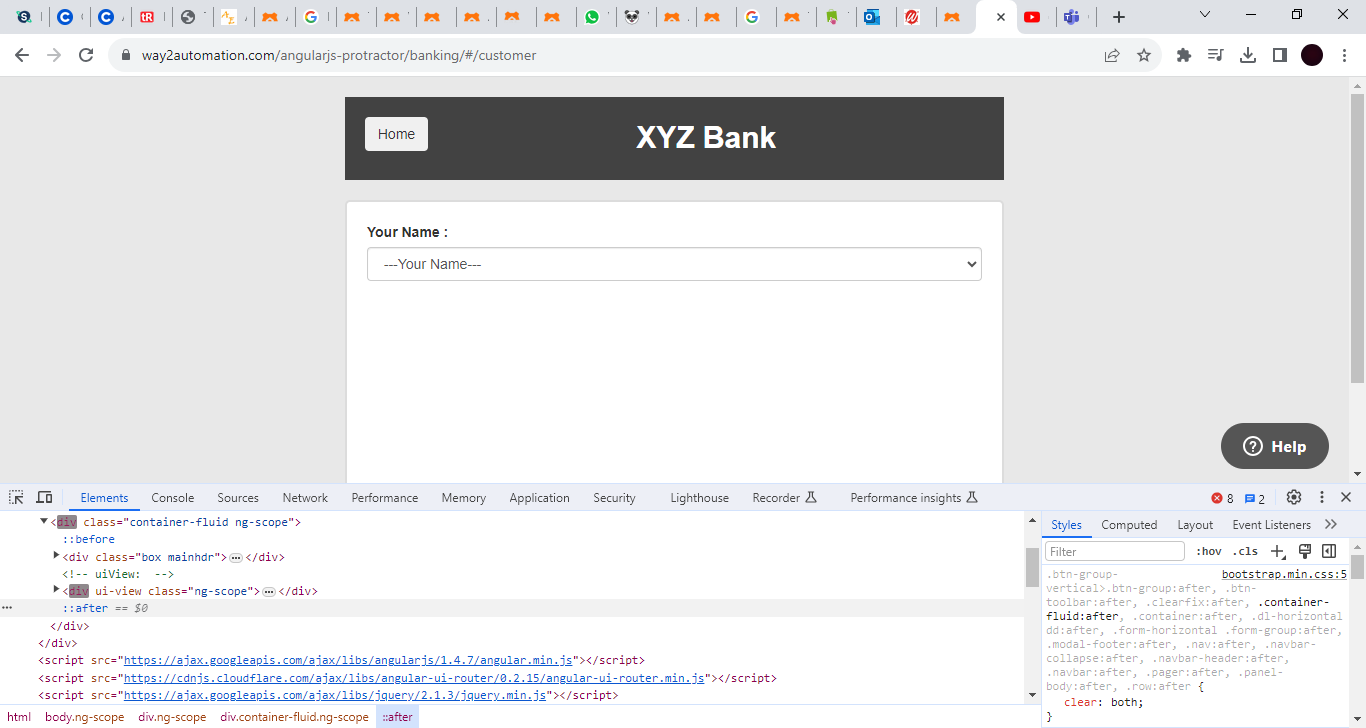 way2automation.com/angularjs-protractor/banking/#/customer
Home
XYZ Bank
Your Name :
---Your Name---
Help
Elements Console Sources Network Performance Memory Application Security Lighthouse Recorder Performance insights 8 2
<div class="container-fluid ng-scope">
::before
<div class="box mainhdr">…</div>
<!-- uiView:  -->
<div ui-view class="ng-scope">…</div>
… ::after == $0
</div>
</div>
<script src="https://ajax.googleapis.com/ajax/libs/angularjs/1.4.7/angular.min.js"></script>
<script src="https://cdnjs.cloudflare.com/ajax/libs/angular-ui-router/0.2.15/angular-ui-router.min.js"></script>
<script src="https://ajax.googleapis.com/ajax/libs/jquery/2.1.3/jquery.min.js"></script>
html body.ng-scope div.ng-scope div.container-fluid.ng-scope ::after
Styles Computed Layout Event Listeners
Filter :hov .cls
.btn-group- bootstrap.min.css:5
vertical>.btn-group:after, .btn-
toolbar:after, .clearfix:after, .container-
fluid:after, .container:after, .dl-horizontal
dd:after, .form-horizontal .form-group:after,
.modal-footer:after, .nav:after, .navbar-
collapse:after, .navbar-header:after,
.navbar:after, .pager:after, .panel-
body:after, .row:after {
clear: both;
}